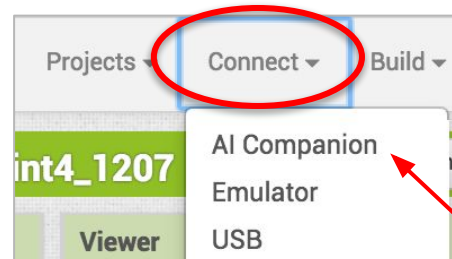 Projects Connect Build
int4_1207 AI Companion
Emulator
Viewer USB